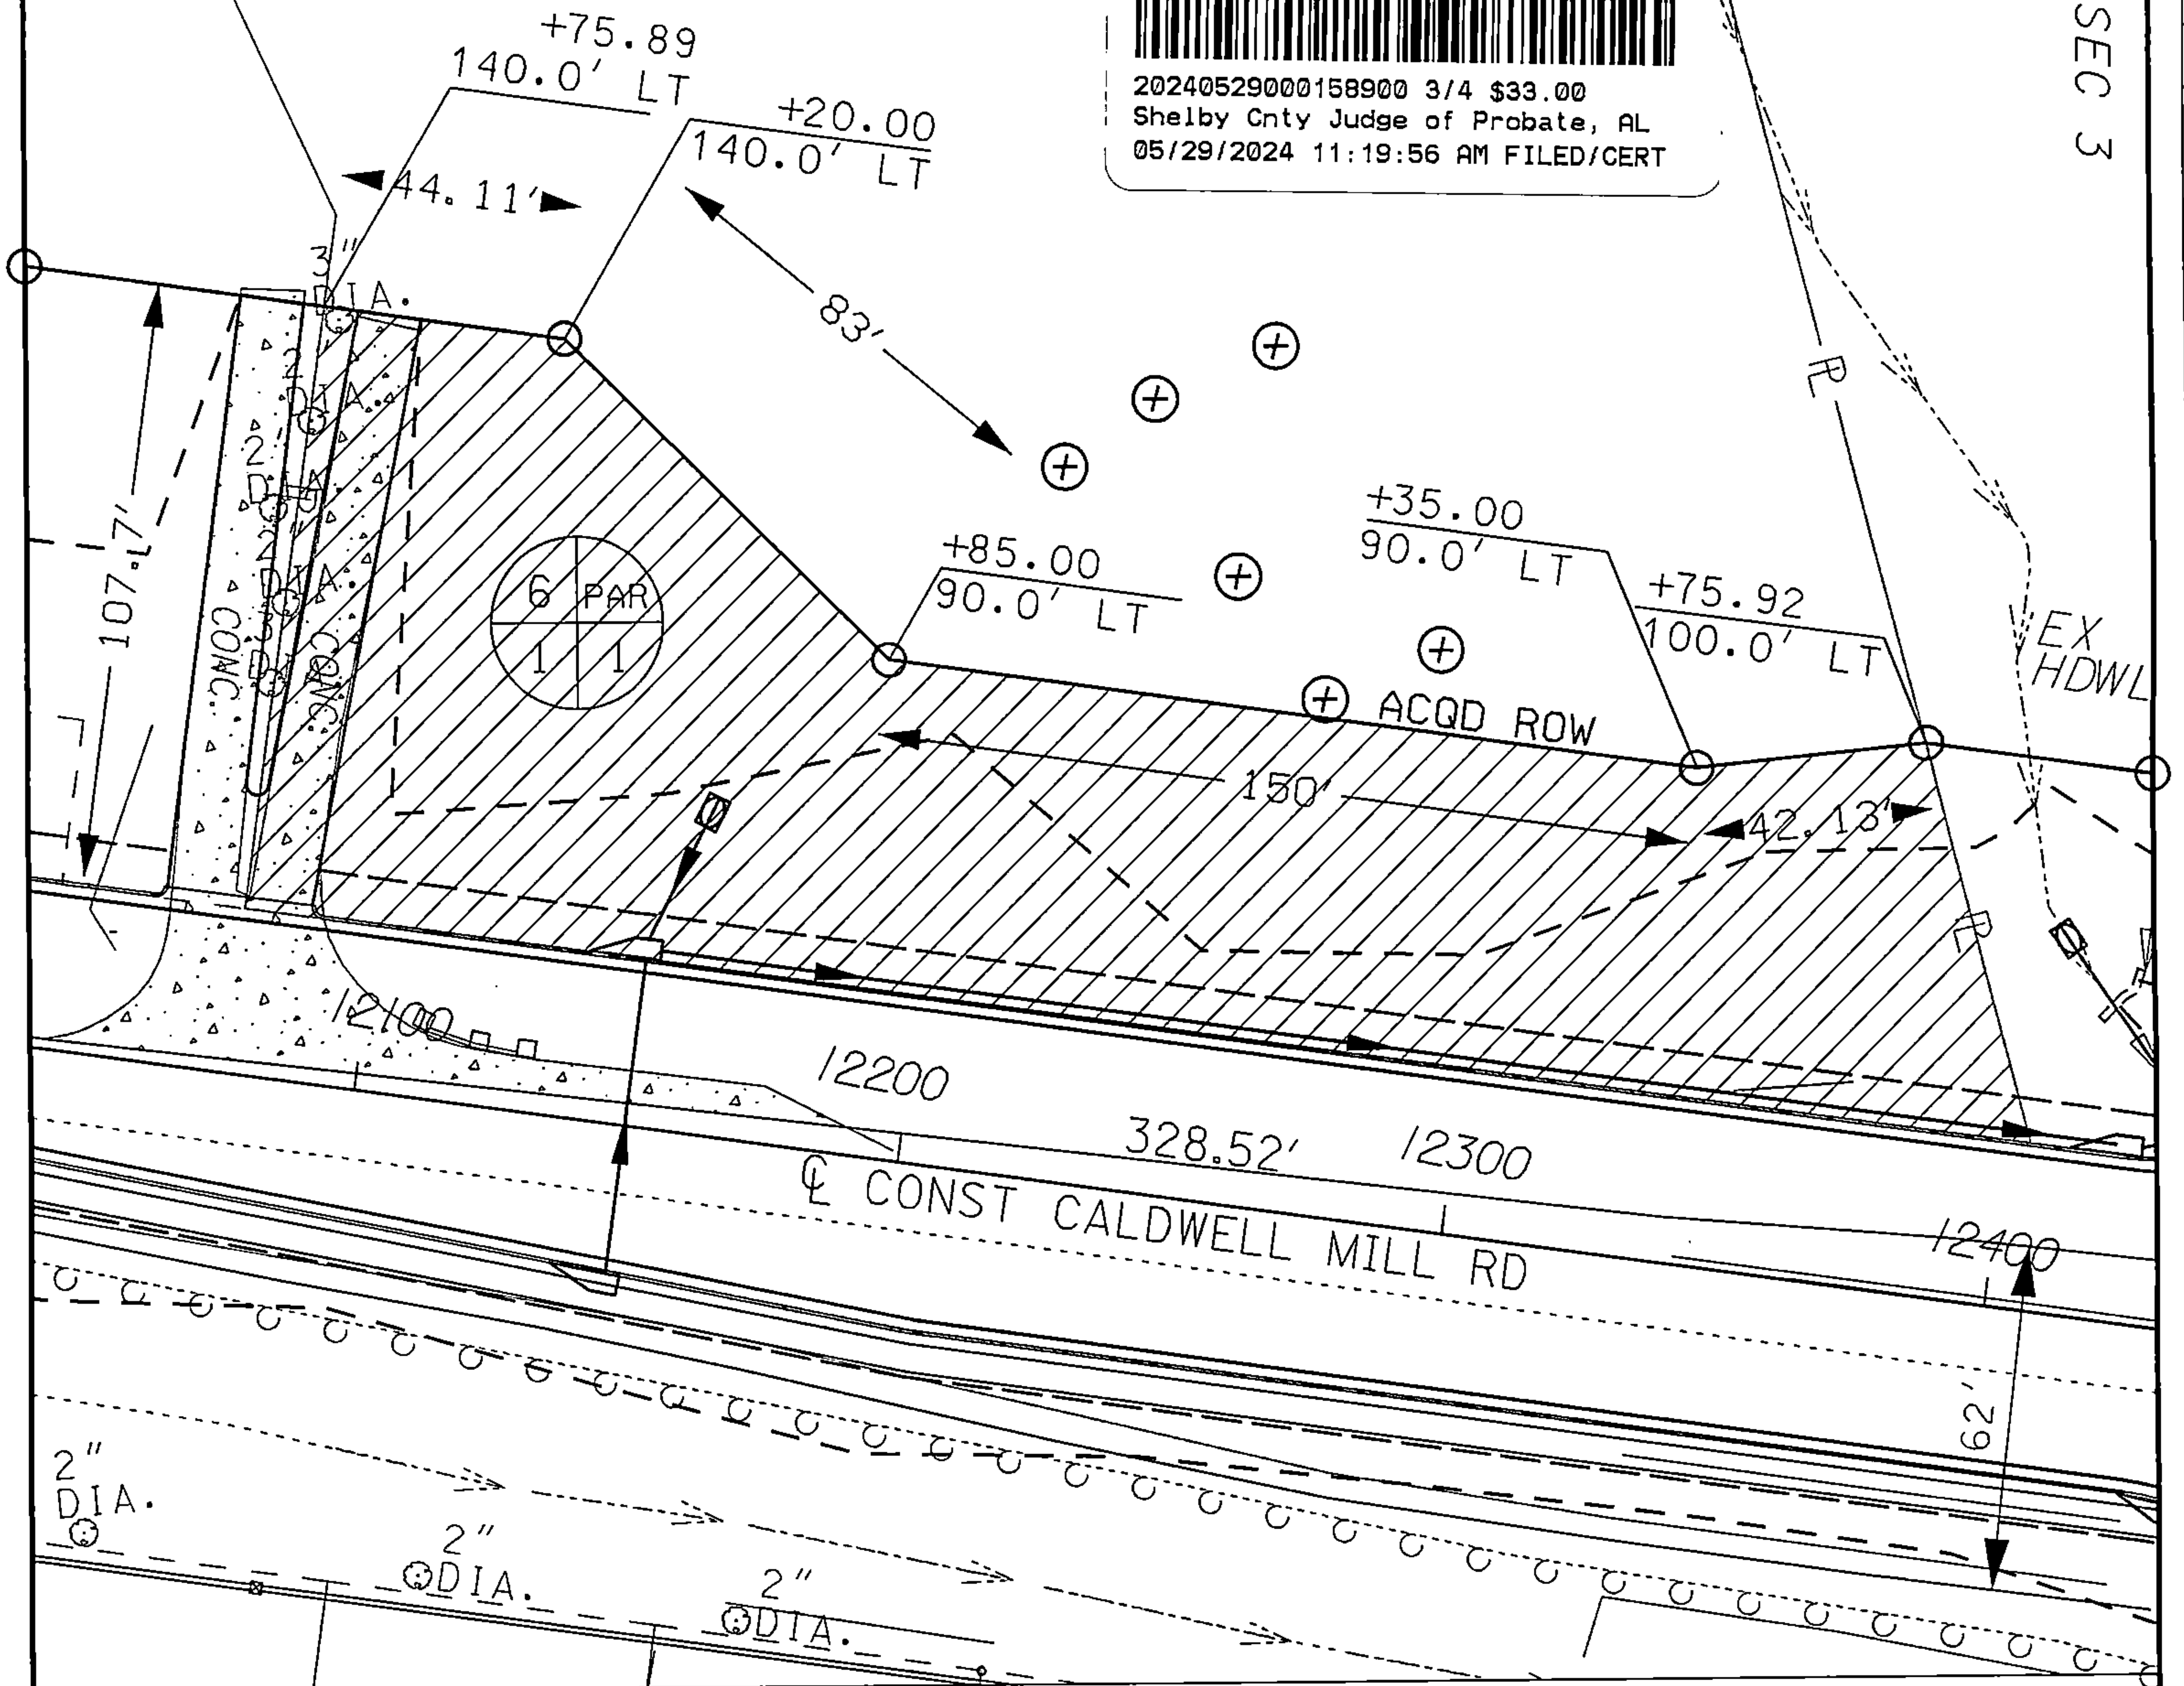 +75.89
140.0' LT
+20.00
140.0' LT
20240529000158900 3/4 $33.00
Shelby Cnty Judge of Probate, AL
05/29/2024 11:19:56 AM FILED/CERT
SEC 3
44.11'
83'
3"
DIA.
2"
DIA.
2"
DIA.
2"
DIA.
3"
107.7'
CONC.
CONC.
6 PAR
1 1
+85.00
90.0' LT
+35.00
90.0' LT
+75.92
100.0' LT
EX
HDWL
ACQD ROW
150'
42.13'
12100
12200
328.52'
12300
12400
℄ CONST CALDWELL MILL RD
62'
2"
DIA.
2"
DIA.
2"
DIA.